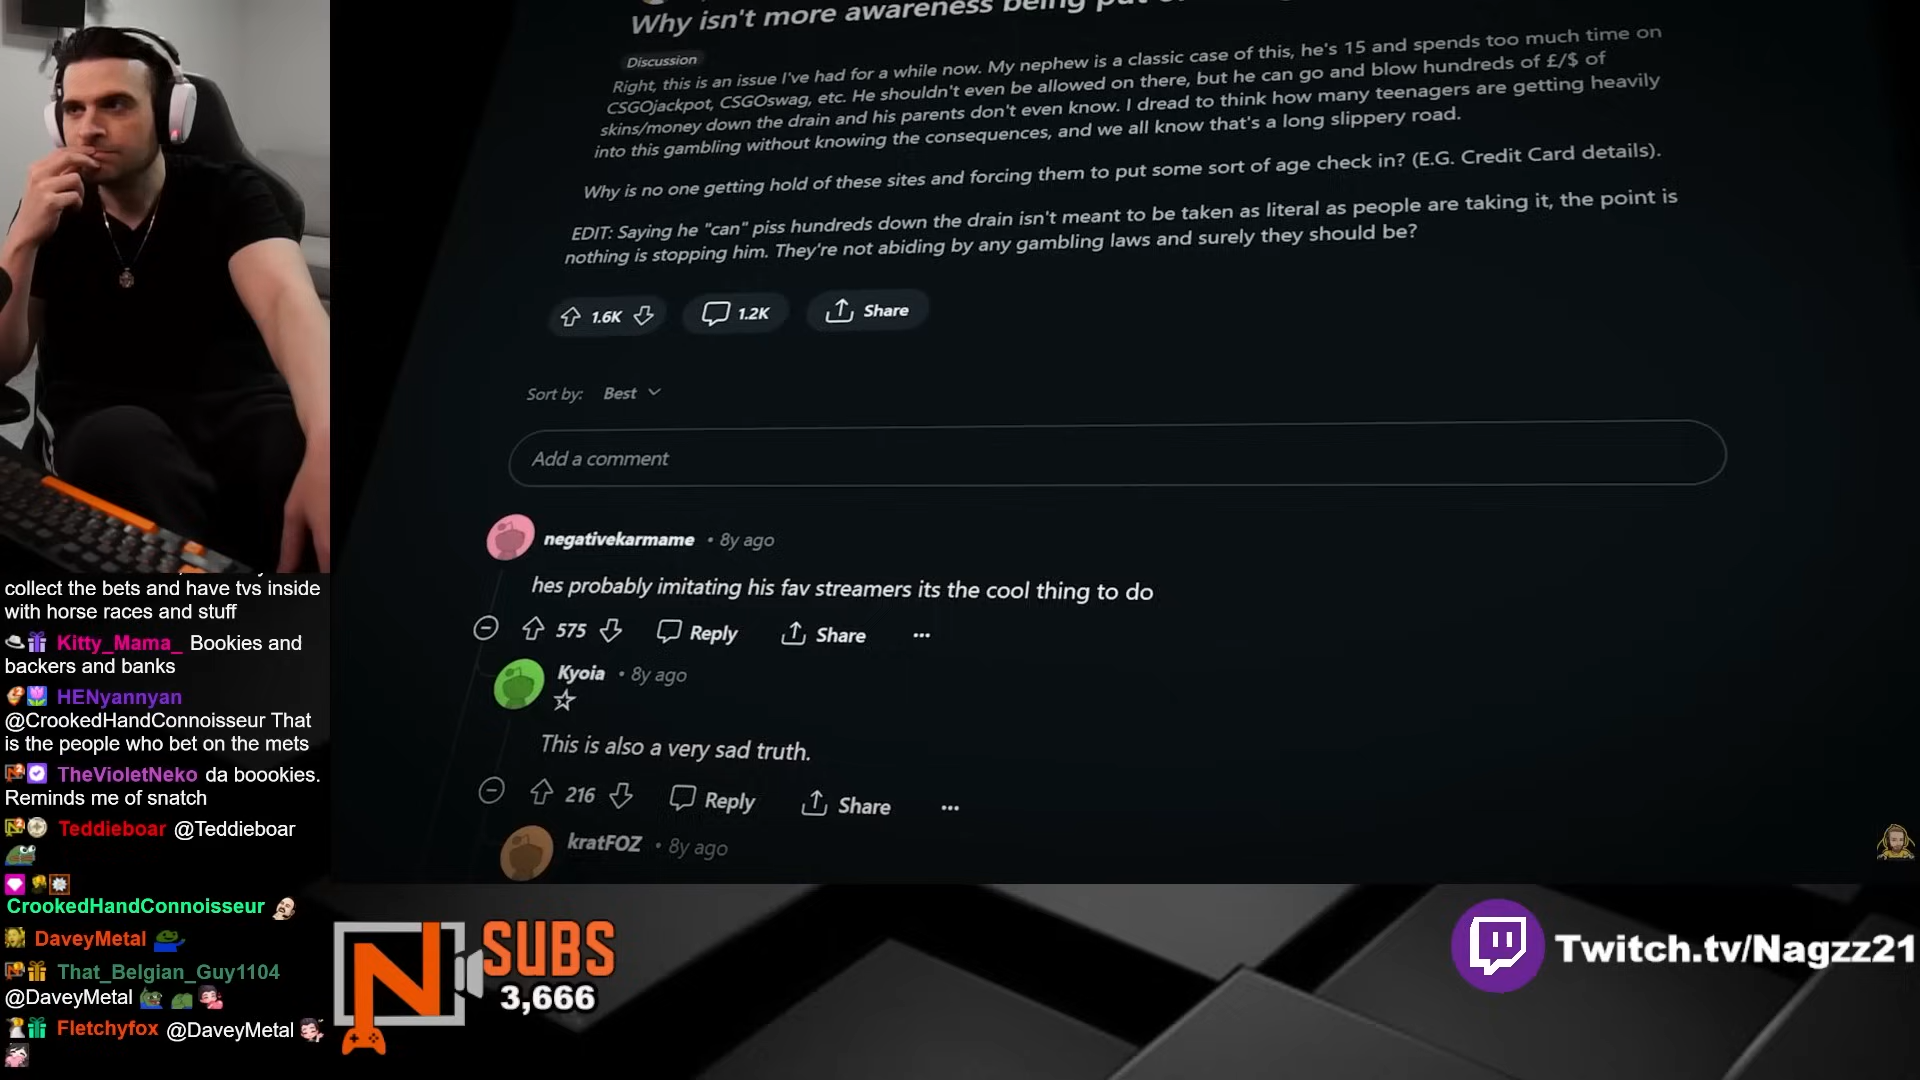 Why isn't more awareness being put
Discussion
Right, this is an issue I've had for a while now. My nephew is a classic case of this, he's 15 and spends too much time on
CSGOjackpot, CSGOswag, etc. He shouldn't even be allowed on there, but he can go and blow hundreds of £/$ of
skins/money down the drain and his parents don't even know. I dread to think how many teenagers are getting heavily
into this gambling without knowing the consequences, and we all know that's a long slippery road.
Why is no one getting hold of these sites and forcing them to put some sort of age check in? (E.G. Credit Card details).
EDIT: Saying he "can" piss hundreds down the drain isn't meant to be taken as literal as people are taking it, the point is
nothing is stopping him. They're not abiding by any gambling laws and surely they should be?
1.6K 1.2K Share
Sort by: Best
Add a comment
negativekarmame • 8y ago
hes probably imitating his fav streamers its the cool thing to do
575 Reply Share ...
Kyoia • 8y ago
This is also a very sad truth.
216 Reply Share ...
kratFOZ • 8y ago
collect the bets and have tvs inside
with horse races and stuff
Kitty_Mama_ Bookies and
backers and banks
HENyannyan
@CrookedHandConnoisseur That
is the people who bet on the mets
TheVioletNeko da boookies.
Reminds me of snatch
Teddieboar @Teddieboar
CrookedHandConnoisseur
DaveyMetal
That_Belgian_Guy1104
@DaveyMetal
Fletchyfox @DaveyMetal
N
SUBS
3,666
Twitch.tv/Nagzz21